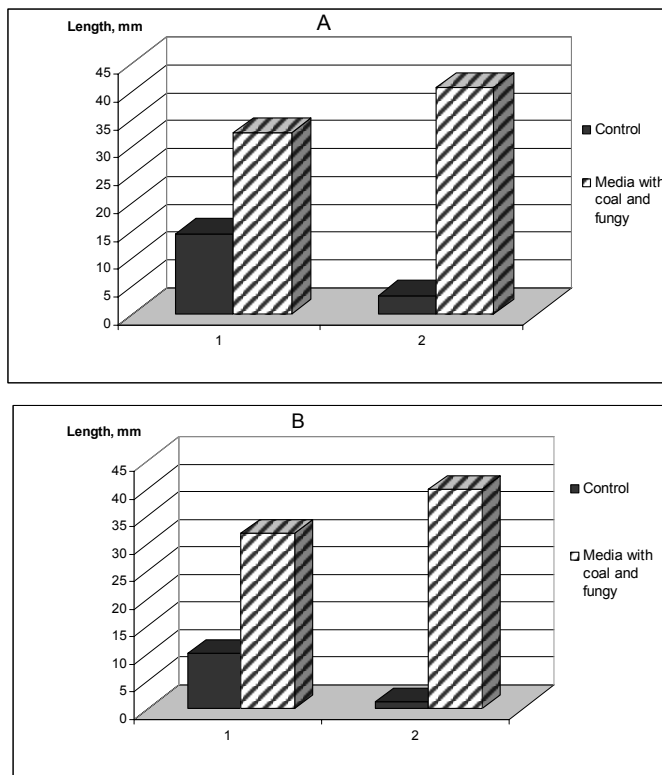 Length, mm
A
45
40
35
30
25
20
15
10
5
0
1
2
Control
Media with
coal and
fungy
Length, mm
B
45
40
35
30
25
20
15
10
5
0
1
2
Control
Media with
coal and
fungy